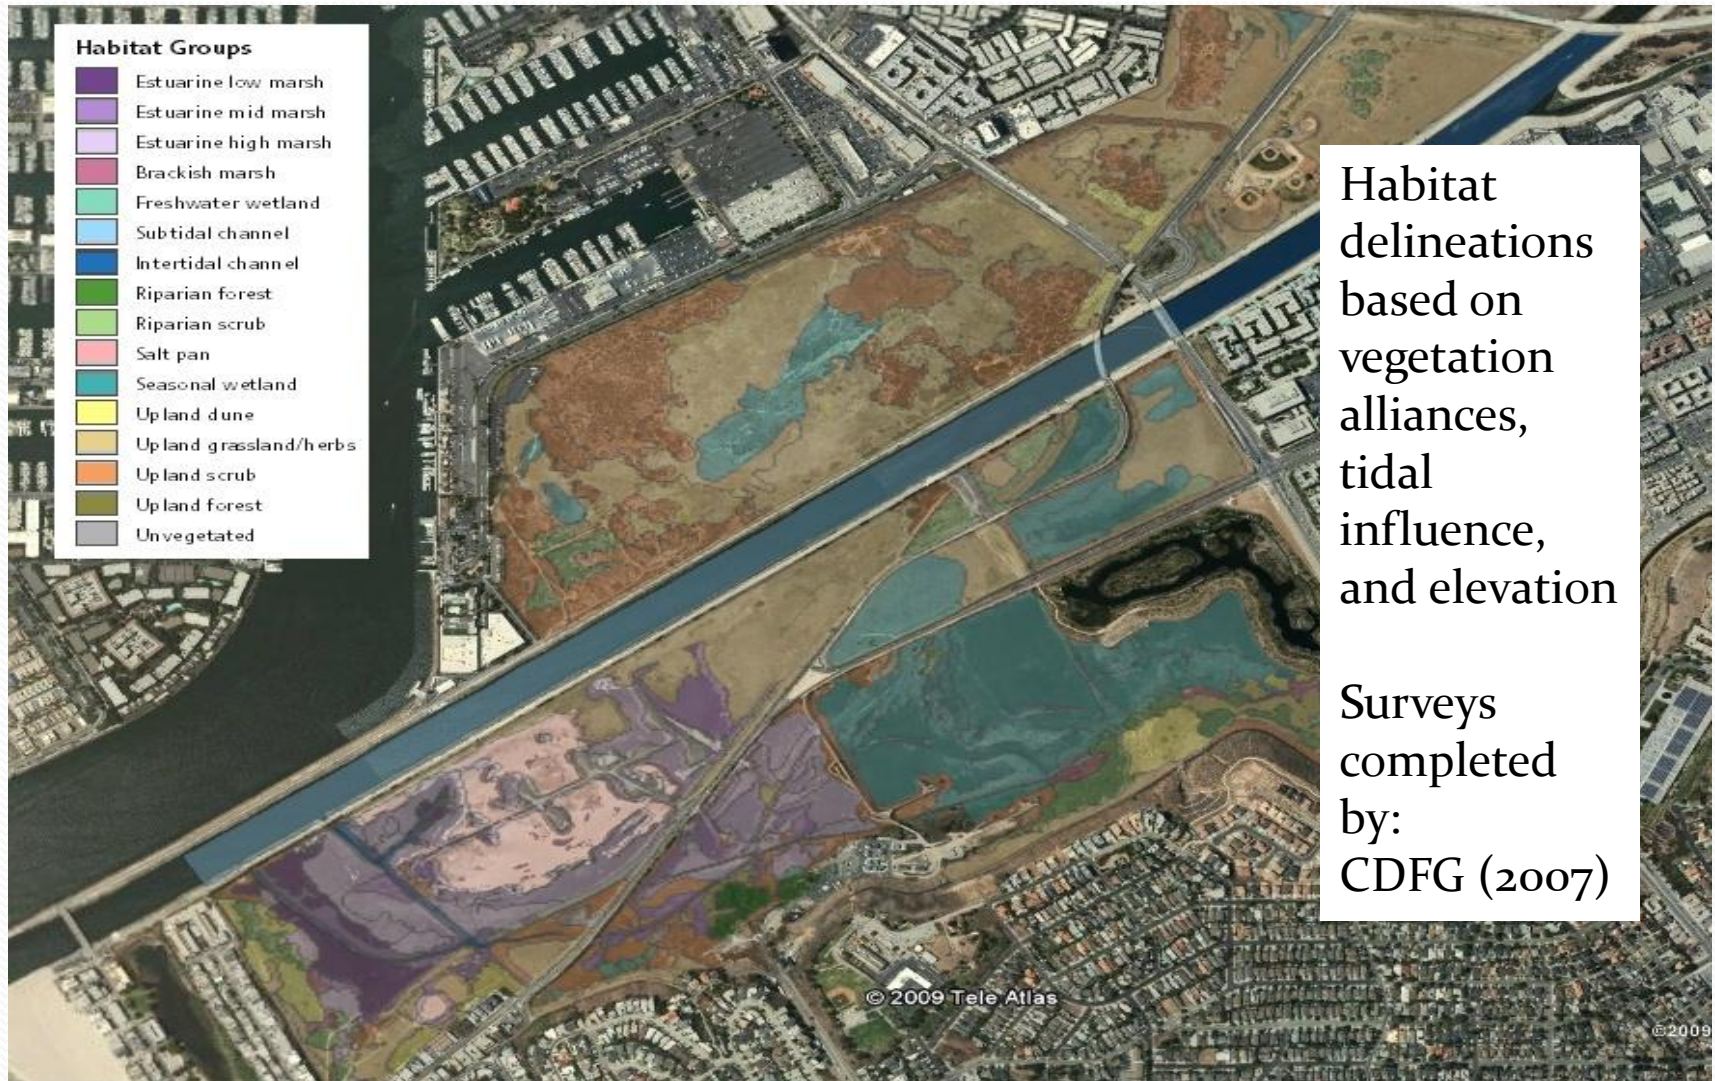 Habitat Groups
Estuarine low marsh
Estuarine mid marsh
Estuarine high marsh
Brackish marsh
Freshwater wetland
Subtidal channel
Intertidal channel
Riparian forest
Riparian scrub
Salt pan
Seasonal wetland
Upland dune
Upland grassland/herbs
Upland scrub
Upland forest
Unvegetated
Habitat
delineations
based on
vegetation
alliances,
tidal
influence,
and elevation
Surveys
completed
by:
CDFG (2007)
© 2009 Tele Atlas
©2009